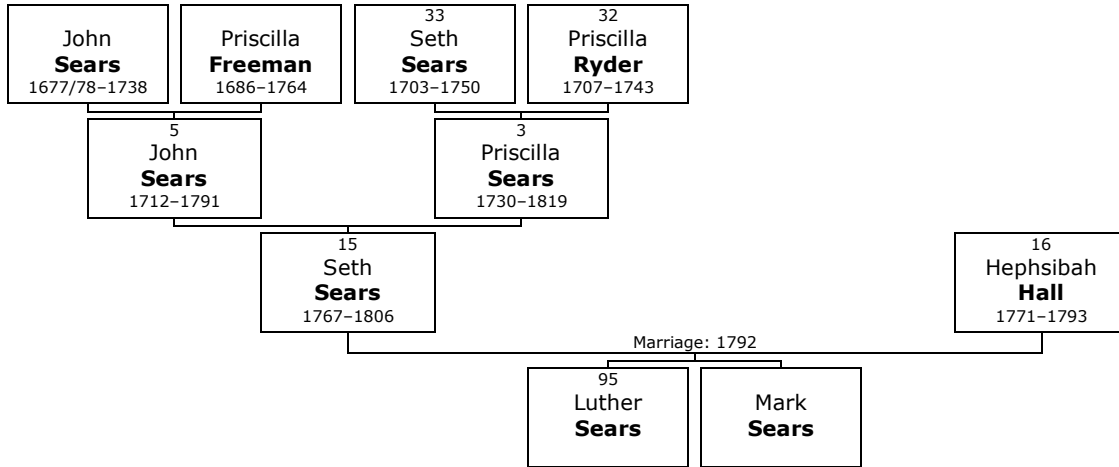 John
Sears
1677/78–1738
Priscilla
Freeman
1686–1764
33
Seth
Sears
1703–1750
32
Priscilla
Ryder
1707–1743
5
John
Sears
1712–1791
3
Priscilla
Sears
1730–1819
15
Seth
Sears
1767–1806
16
Hephsibah
Hall
1771–1793
Marriage: 1792
95
Luther
Sears
Mark
Sears